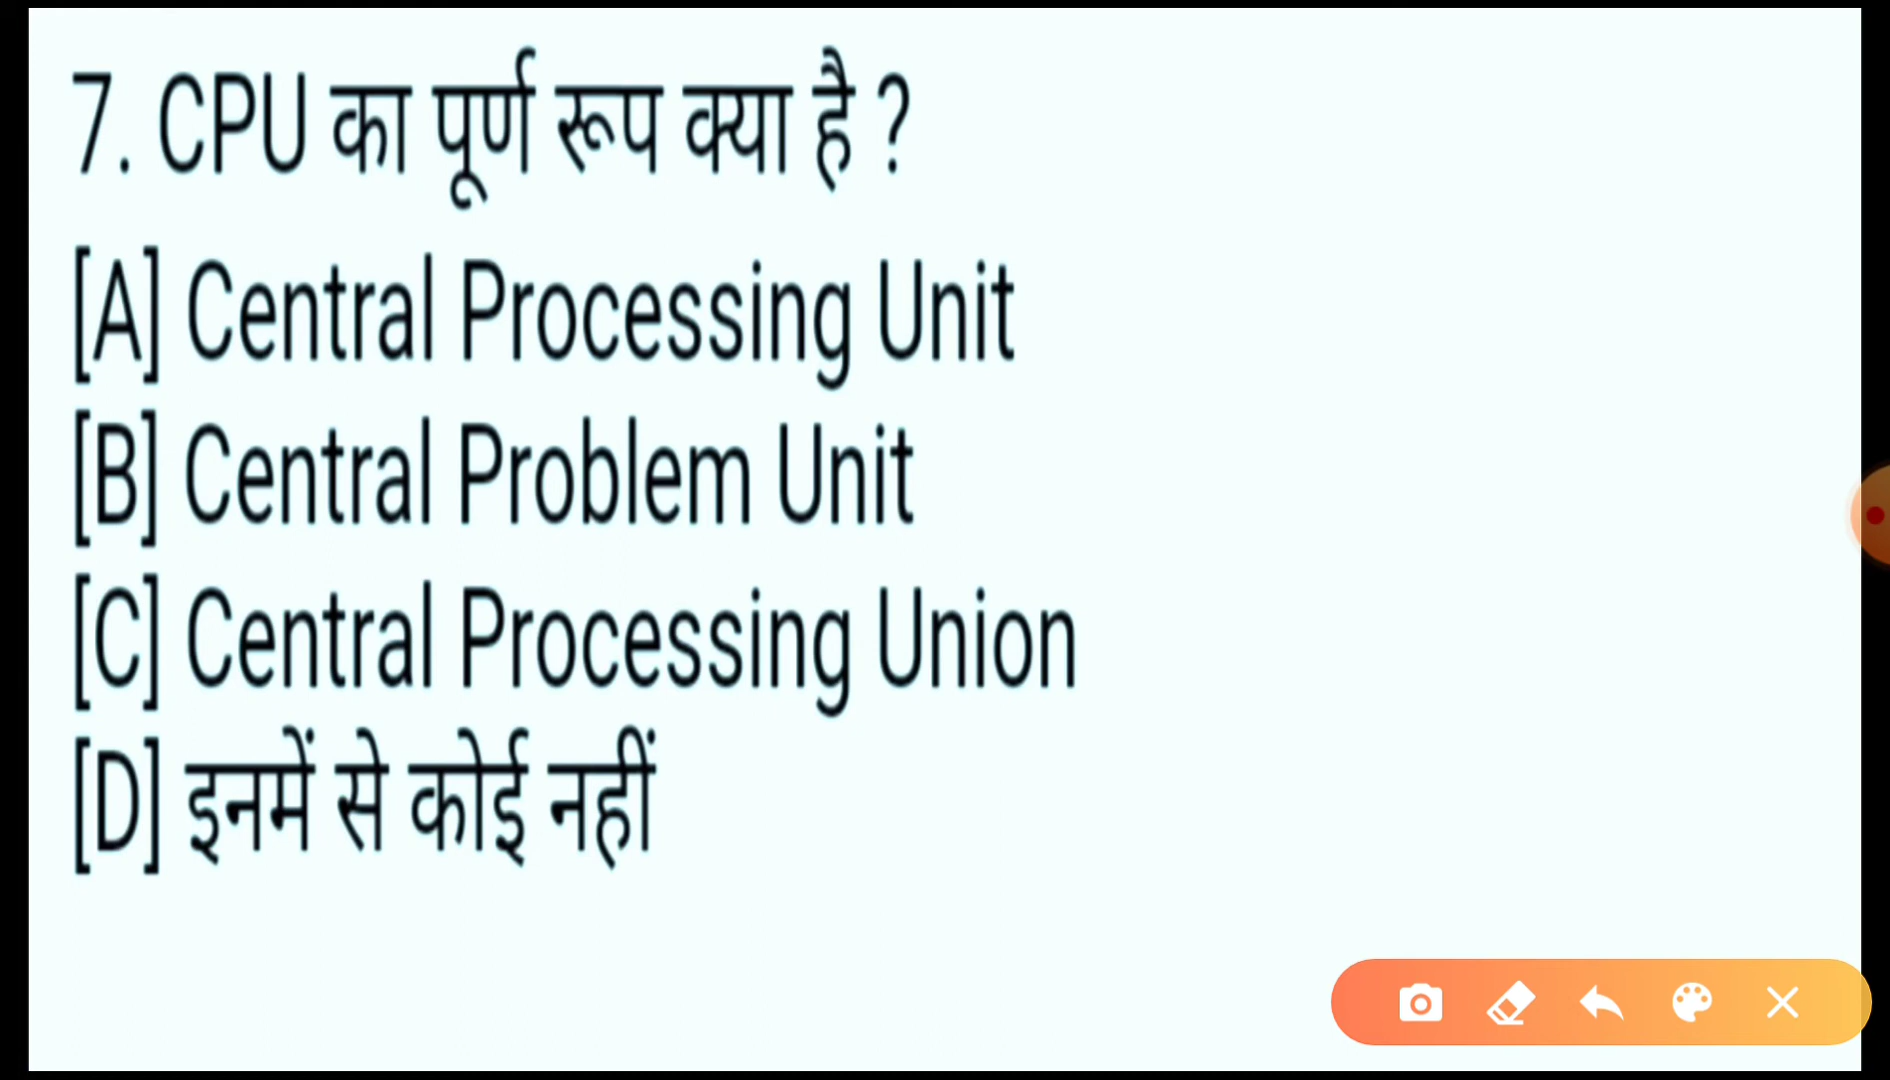 7. CPU का पूर्ण रूप क्या है ?
[A] Central Processing Unit
[B] Central Problem Unit
[C] Central Processing Union
[D] इनमें से कोई नहीं